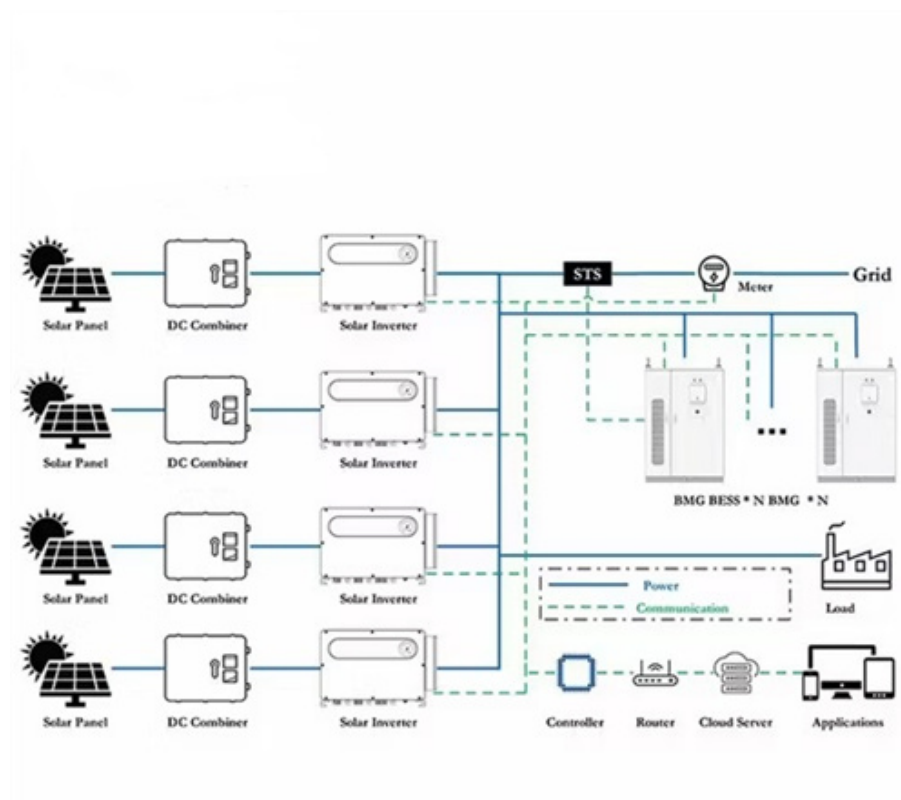 STS
Grid
Meter
Solar Panel
DC Combiner
Solar Inverter
Solar Panel
DC Combiner
Solar Inverter
BMG BESS * N BMG * N
Solar Panel
DC Combiner
Solar Inverter
Power
Communication
Load
Solar Panel
DC Combiner
Solar Inverter
Controller
Router
Cloud Server
Applications